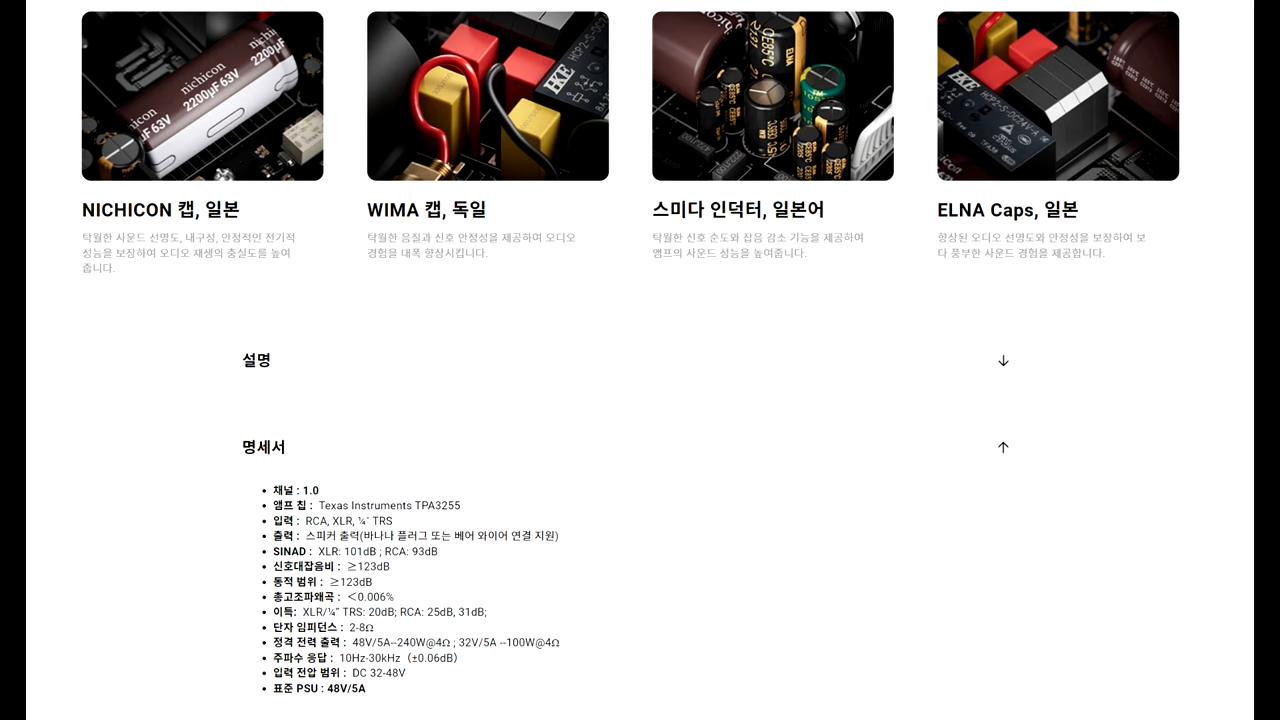 nichicon
2200µF 63V
nichi
2200µF
HCP2-S-DC
ELNA
CE85℃
HCP2-S-DC24V-A
NICHICON 캡, 일본
WIMA 캡, 독일
스미다 인덕터, 일본어
ELNA Caps, 일본
탁월한 사운드 선명도, 내구성, 안정적인 전기적
성능을 보장하여 오디오 재생의 충실도를 높여
줍니다.
탁월한 음질과 신호 안정성을 제공하여 오디오
경험을 대폭 향상시킵니다.
탁월한 신호 순도와 잡음 감소 기능을 제공하여
앰프의 사운드 성능을 높여줍니다.
향상된 오디오 선명도와 안정성을 보장하여 보
다 풍부한 사운드 경험을 제공합니다.
설명
명세서
채널 : 1.0
앰프 칩 : Texas Instruments TPA3255
입력 : RCA, XLR, ¼" TRS
출력 : 스피커 출력(바나나 플러그 또는 베어 와이어 연결 지원)
SINAD : XLR: 101dB ; RCA: 93dB
신호대잡음비 : ≥123dB
동적 범위 : ≥123dB
총고조파왜곡 : ＜0.006%
이득: XLR/¼" TRS: 20dB; RCA: 25dB, 31dB;
단자 임피던스 : 2-8Ω
정격 전력 출력 : 48V/5A--240W@4Ω ; 32V/5A --100W@4Ω
주파수 응답 : 10Hz-30kHz（±0.06dB）
입력 전압 범위 : DC 32-48V
표준 PSU : 48V/5A